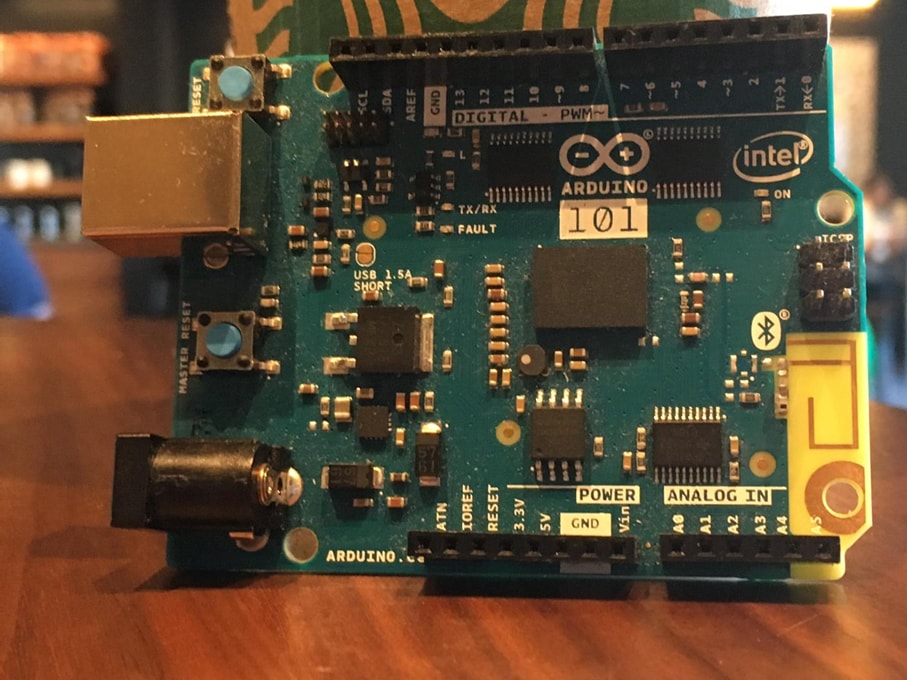 RESET
SCL
SDA
AREF
GND
13
12
11
10
~9
8
7
~6
~5
4
~3
2
TX→1
RX←0
DIGITAL - PWM~
ARDUINO
®
101
intel®
ON
L
TX/RX
FAULT
ICSP
USB 1.5A
SHORT
MASTER RESET
®
POWER
ANALOG IN
ATN
IOREF
RESET
3.3V
5V
GND
Vin
A0
A1
A2
A3
A4
A5